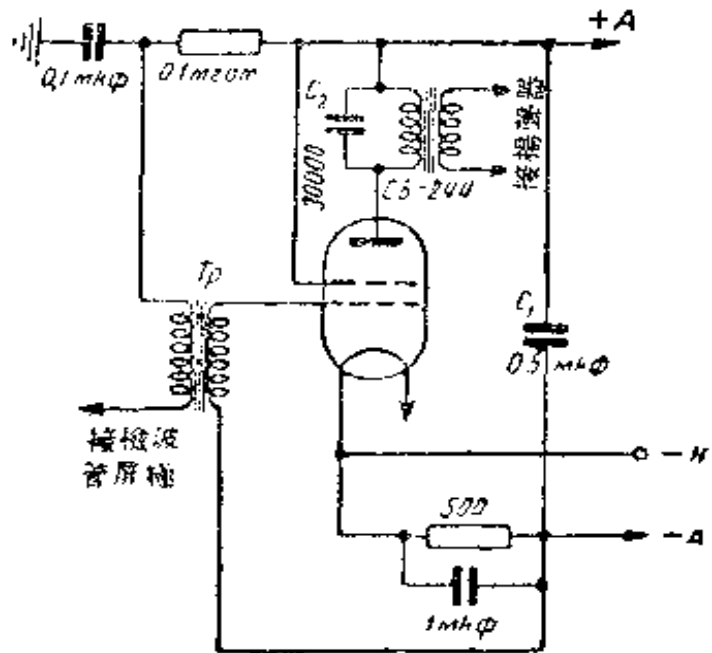 +A
0,1 мкф
0.1 мгом
C₂
30000
接揚聲器
СБ-244
Тр
C₁
0.5 мкф
接檢波
管屏極
-Н
500
-A
1 мкф